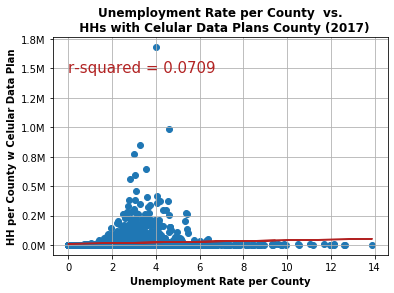 Unemployment Rate per County vs.
HHs with Celular Data Plans County (2017)
1.8M
1.5M
1.2M
1.0M
0.8M
0.5M
0.2M
0.0M
HH per County w Celular Data Plan
r-squared = 0.0709
0 2 4 6 8 10 12 14
Unemployment Rate per County